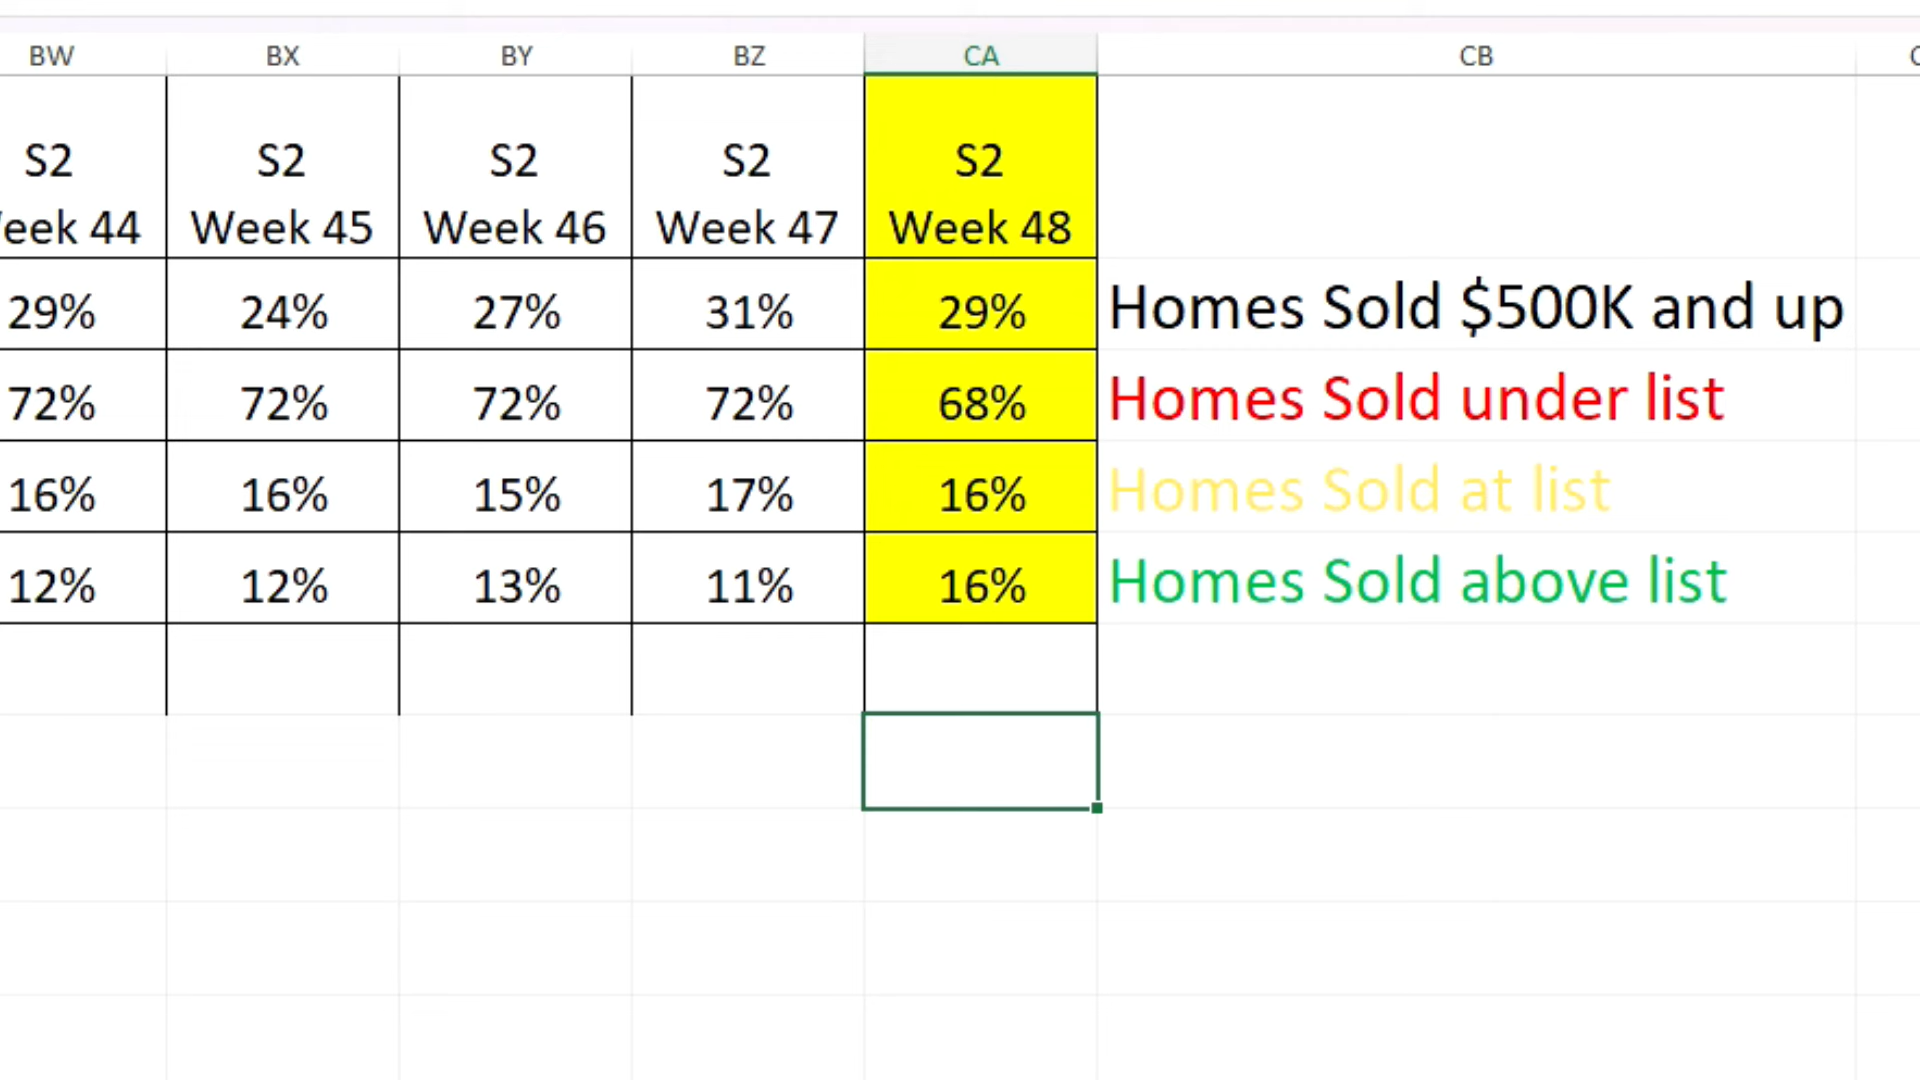 BW BX BY BZ CA CB
S2 S2 S2 S2 S2
eek 44 Week 45 Week 46 Week 47 Week 48
29% 24% 27% 31% 29% Homes Sold $500K and up
72% 72% 72% 72% 68% Homes Sold under list
16% 16% 15% 17% 16% Homes Sold at list
12% 12% 13% 11% 16% Homes Sold above list